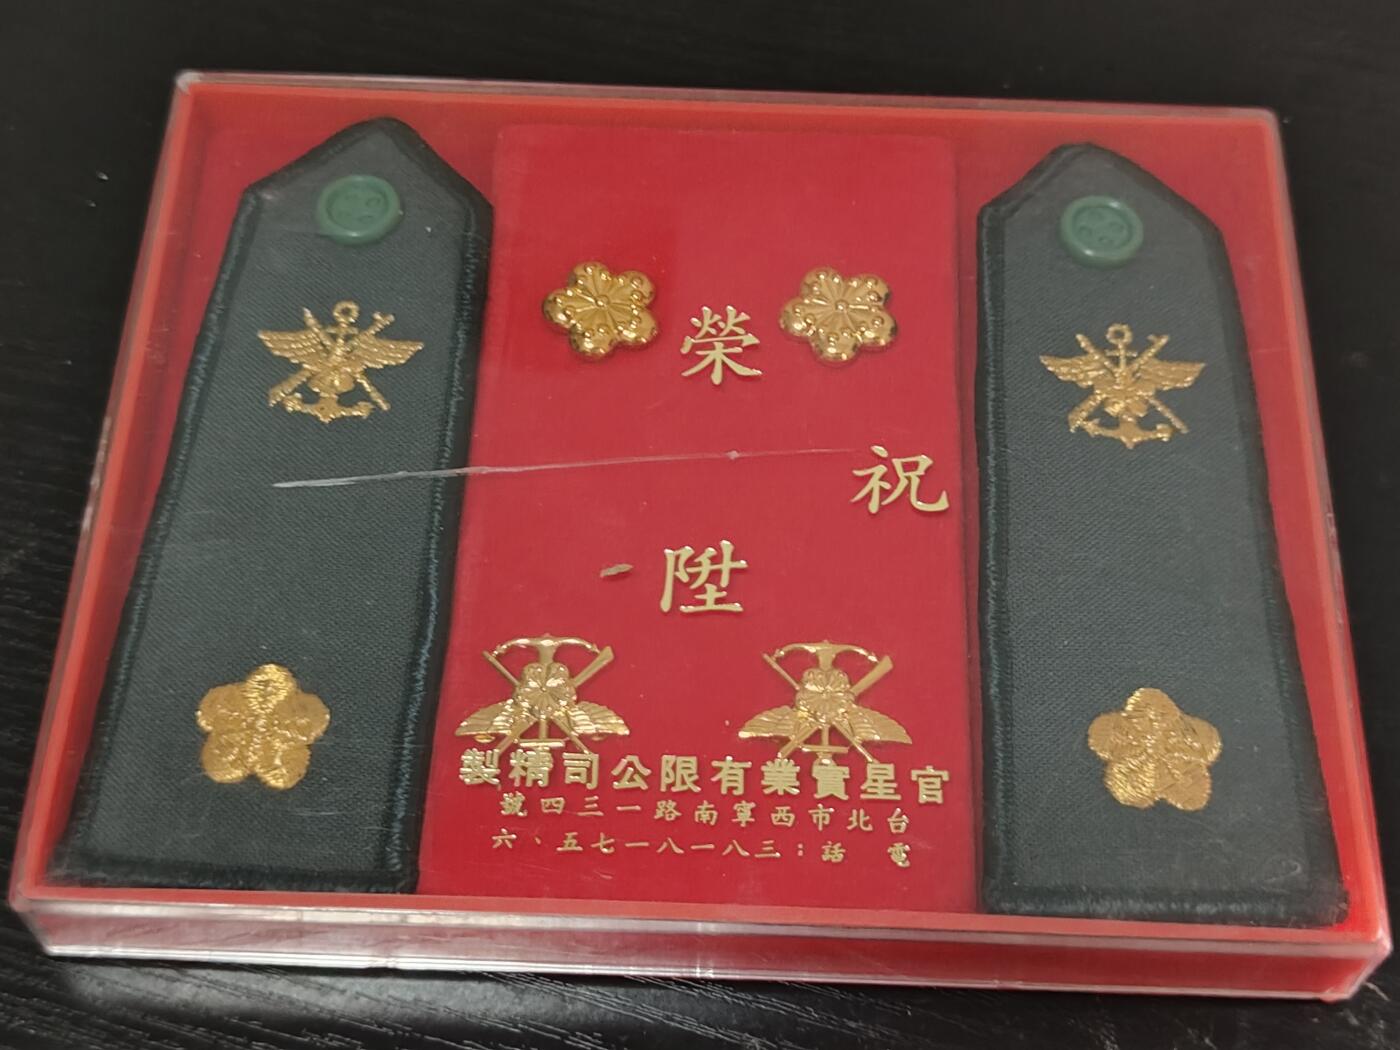 祝
榮
陞
官星實業有限公司精製
台北市西寧南路一三四號
電 話：三八一八一七五、六